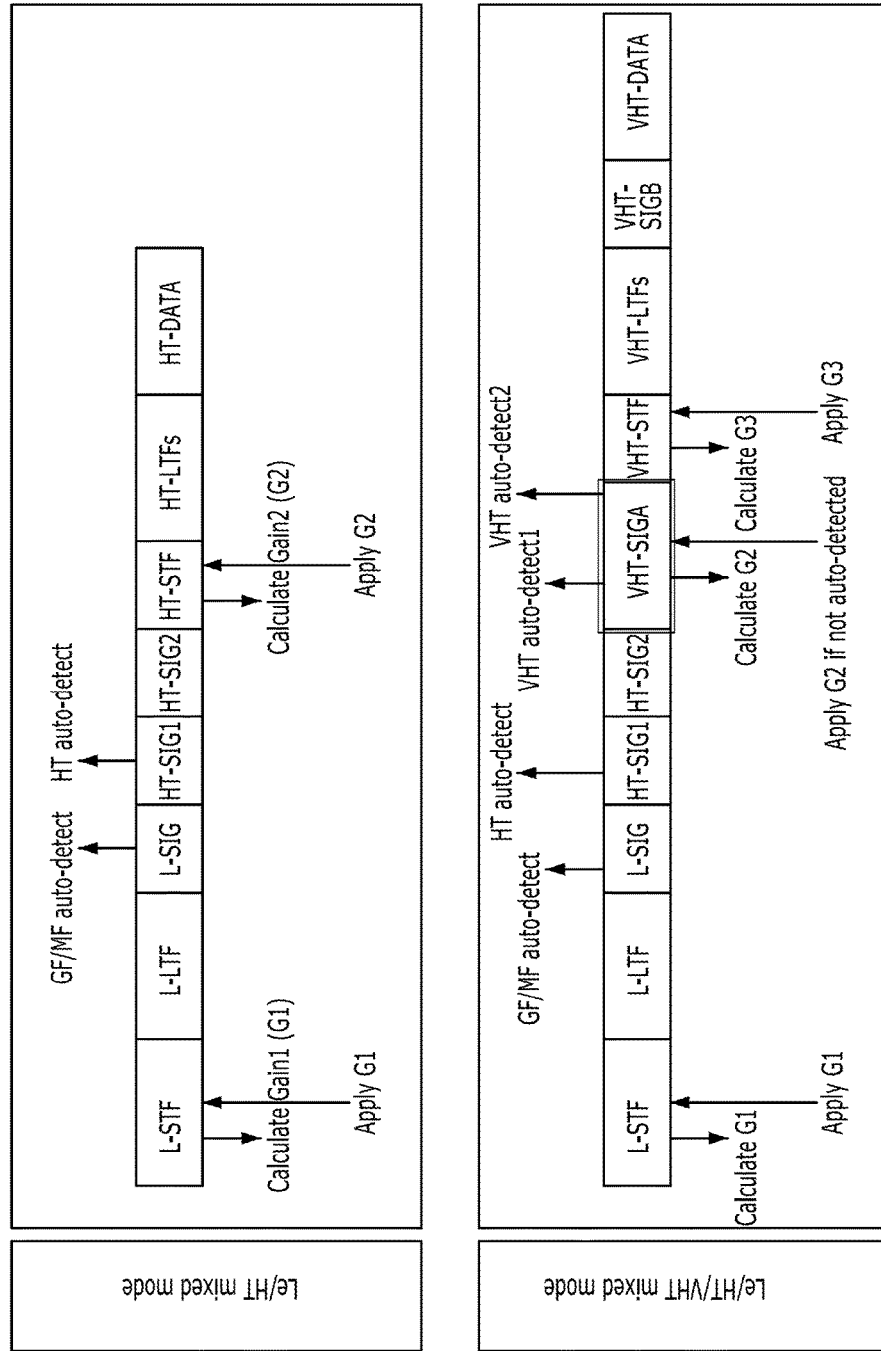 Le/HT mixed mode
GF/MF auto-detect
HT auto-detect
L-STF
L-LTF
L-SIG
HT-SIG1
HT-SIG2
HT-STF
HT-LTFs
HT-DATA
Calculate Gain1 (G1)
Calculate Gain2 (G2)
Apply G1
Apply G2
Le/HT/VHT mixed mode
GF/MF auto-detect
HT auto-detect
VHT auto-detect1
VHT auto-detect2
L-STF
L-LTF
L-SIG
HT-SIG1
HT-SIG2
VHT-SIGA
VHT-STF
VHT-LTFs
VHT-
SIGB
VHT-DATA
Calculate G1
Calculate G2
Calculate G3
Apply G1
Apply G2 if not auto-detected
Apply G3